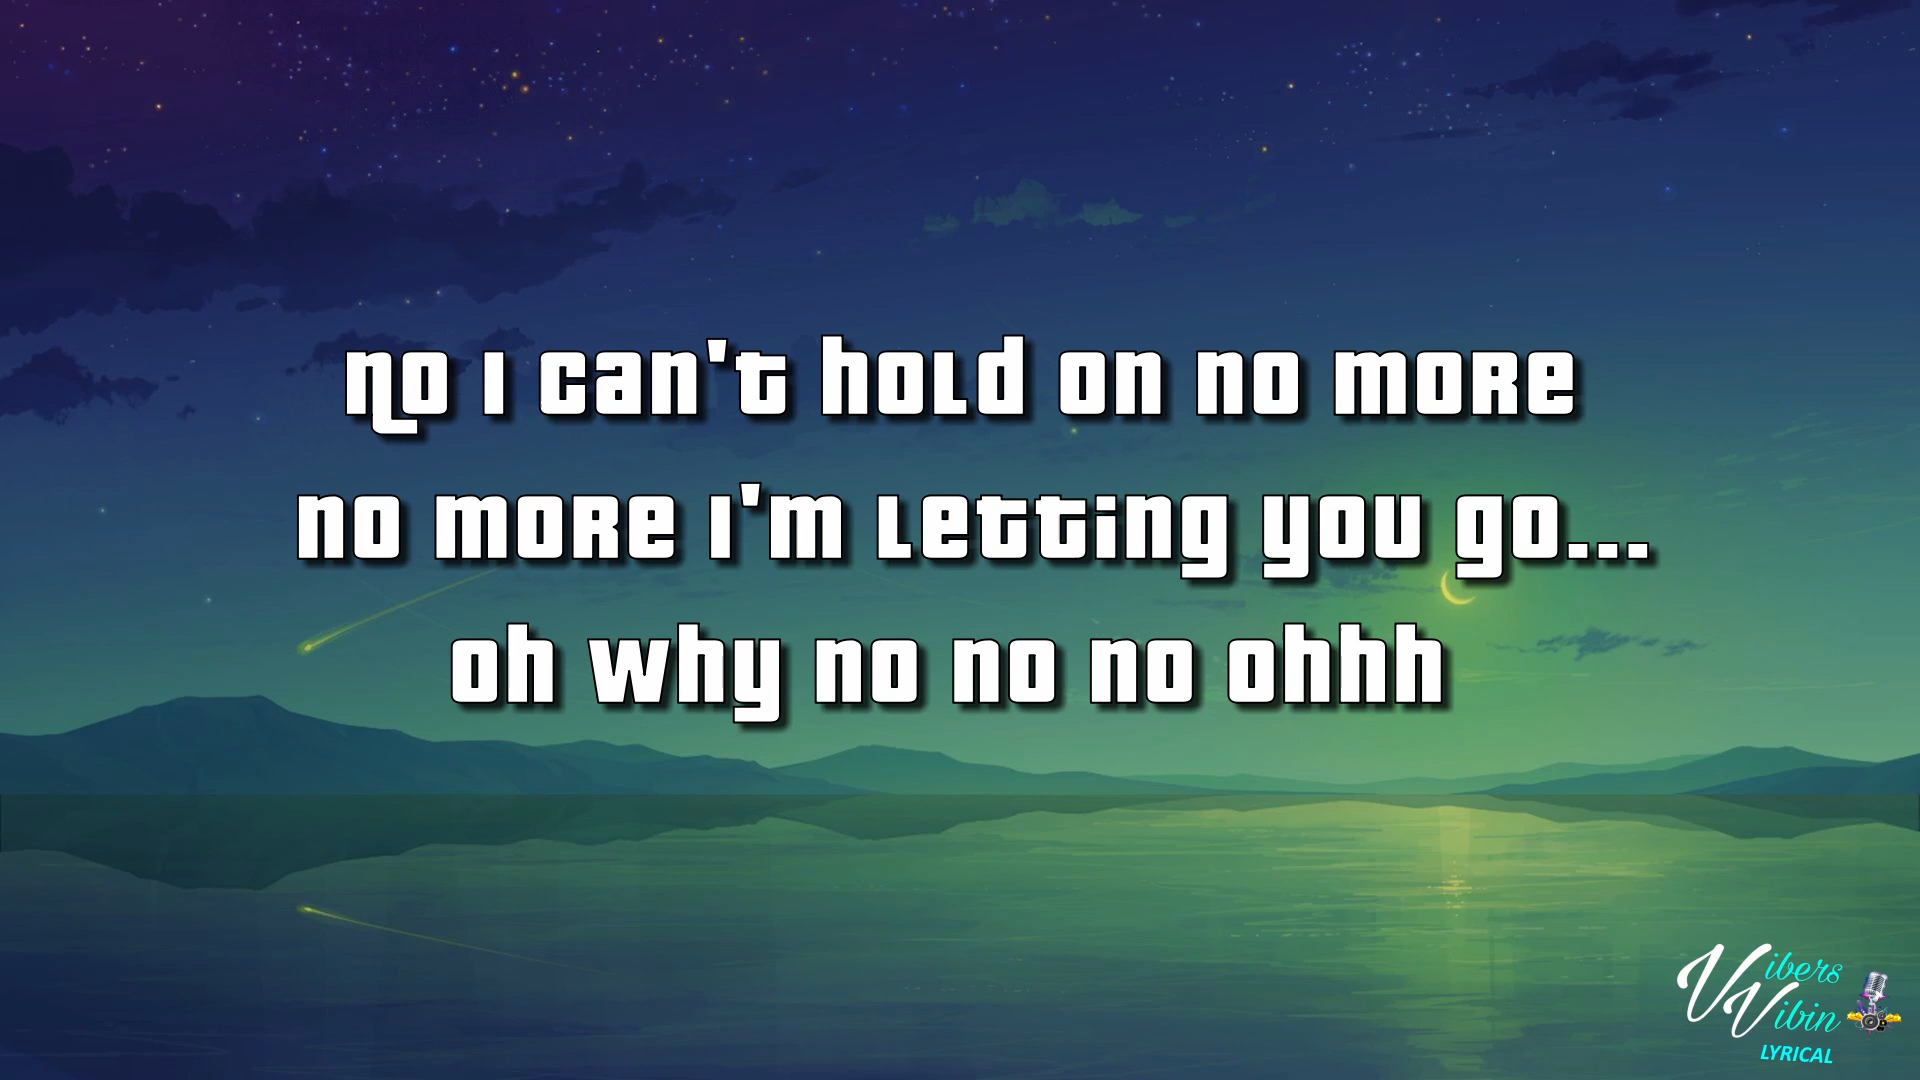 No I can't hold on no more
no more I'm letting you go...
oh why no no no ohhh
Vibers
Vibin
LYRICAL